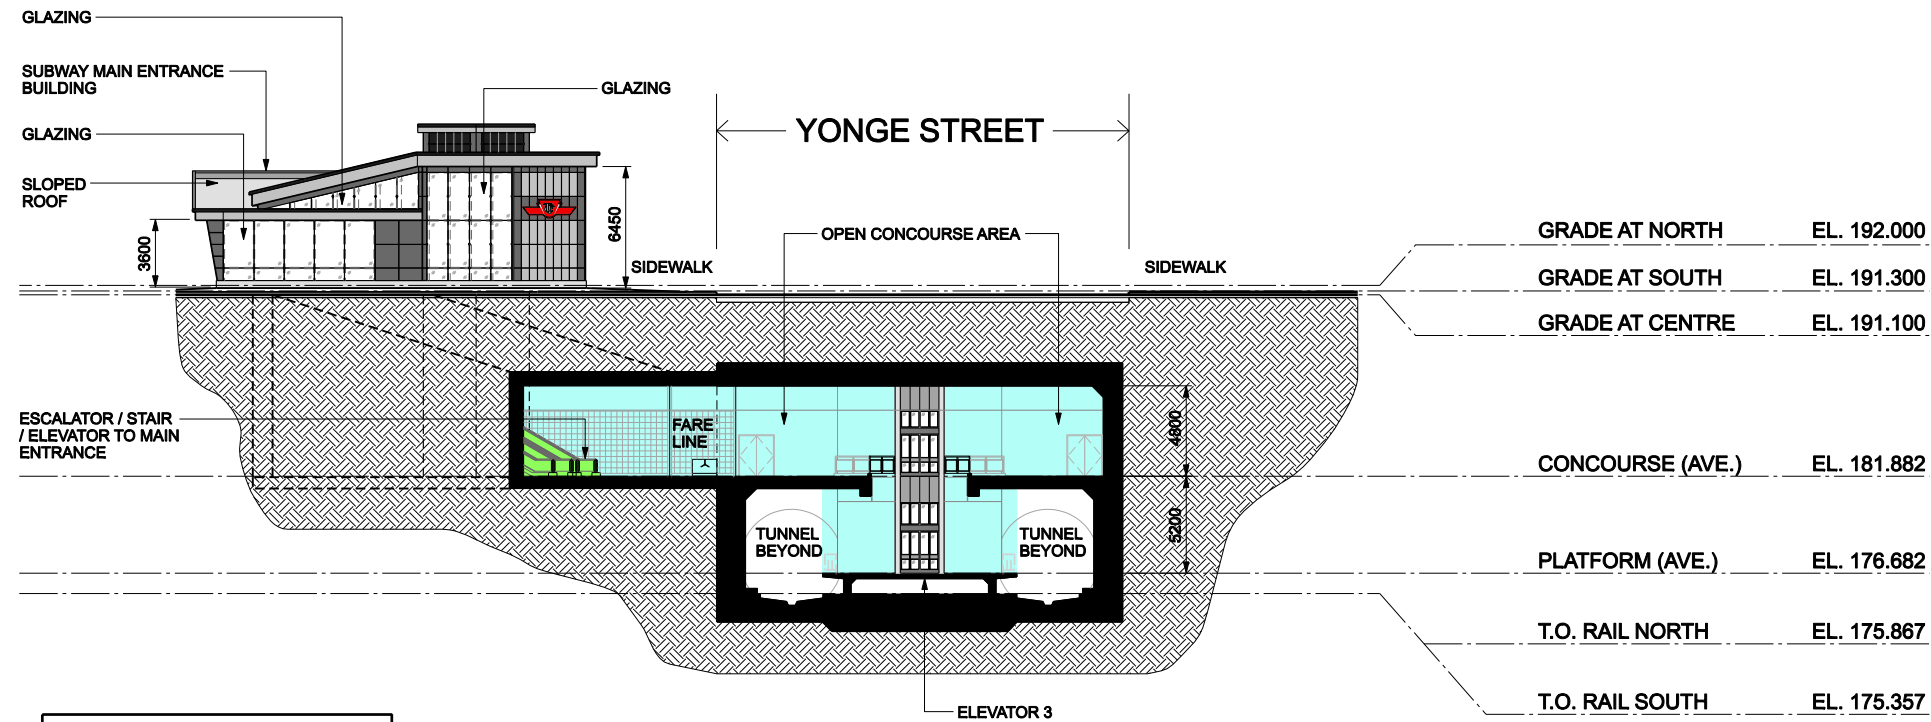 GLAZING
SUBWAY MAIN ENTRANCE
BUILDING
GLAZING
GLAZING
SLOPED
ROOF
YONGE STREET
3600
6450
SIDEWALK
OPEN CONCOURSE AREA
SIDEWALK
GRADE AT NORTH EL. 192.000
GRADE AT SOUTH EL. 191.300
GRADE AT CENTRE EL. 191.100
ESCALATOR / STAIR
/ ELEVATOR TO MAIN
ENTRANCE
FARE
LINE
4800
CONCOURSE (AVE.) EL. 181.882
5200
TUNNEL
BEYOND
TUNNEL
BEYOND
PLATFORM (AVE.) EL. 176.682
T.O. RAIL NORTH EL. 175.867
T.O. RAIL SOUTH EL. 175.357
ELEVATOR 3